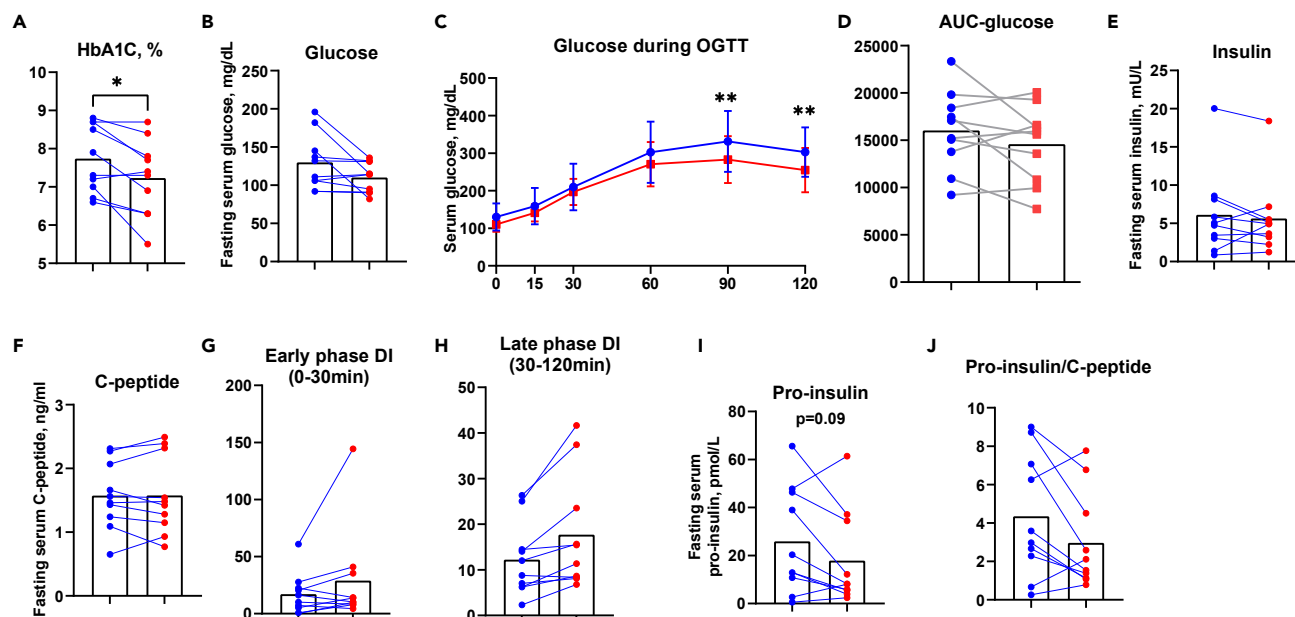 A
HbA1C, %
10
9
8
7
6
5
*
B
Glucose
Fasting serum glucose, mg/dL
250
200
150
100
50
0
C
Glucose during OGTT
Serum glucose, mg/dL
500
400
300
200
100
0
**
**
0
15
30
60
90
120
D
AUC-glucose
25000
20000
15000
10000
5000
0
E
Insulin
Fasting serum insulin, mU/L
25
20
15
10
5
0
F
C-peptide
Fasting serum C-peptide, ng/ml
3
2
1
0
G
Early phase DI
(0-30min)
200
150
100
50
0
H
Late phase DI
(30-120min)
50
40
30
20
10
0
I
Pro-insulin
p=0.09
Fasting serum
pro-insulin, pmol/L
80
60
40
20
0
J
Pro-insulin/C-peptide
10
8
6
4
2
0